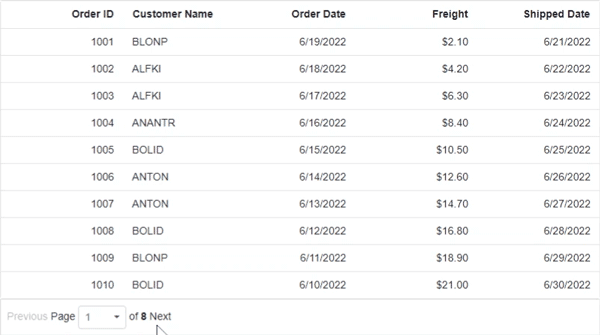 Order ID Customer Name Order Date Freight Shipped Date
1001 BLONP 6/19/2022 $2.10 6/21/2022
1002 ALFKI 6/18/2022 $4.20 6/22/2022
1003 ALFKI 6/17/2022 $6.30 6/23/2022
1004 ANANTR 6/16/2022 $8.40 6/24/2022
1005 BOLID 6/15/2022 $10.50 6/25/2022
1006 ANTON 6/14/2022 $12.60 6/26/2022
1007 ANTON 6/13/2022 $14.70 6/27/2022
1008 BOLID 6/12/2022 $16.80 6/28/2022
1009 BLONP 6/11/2022 $18.90 6/29/2022
1010 BOLID 6/10/2022 $21.00 6/30/2022
Previous Page 1 of 8 Next